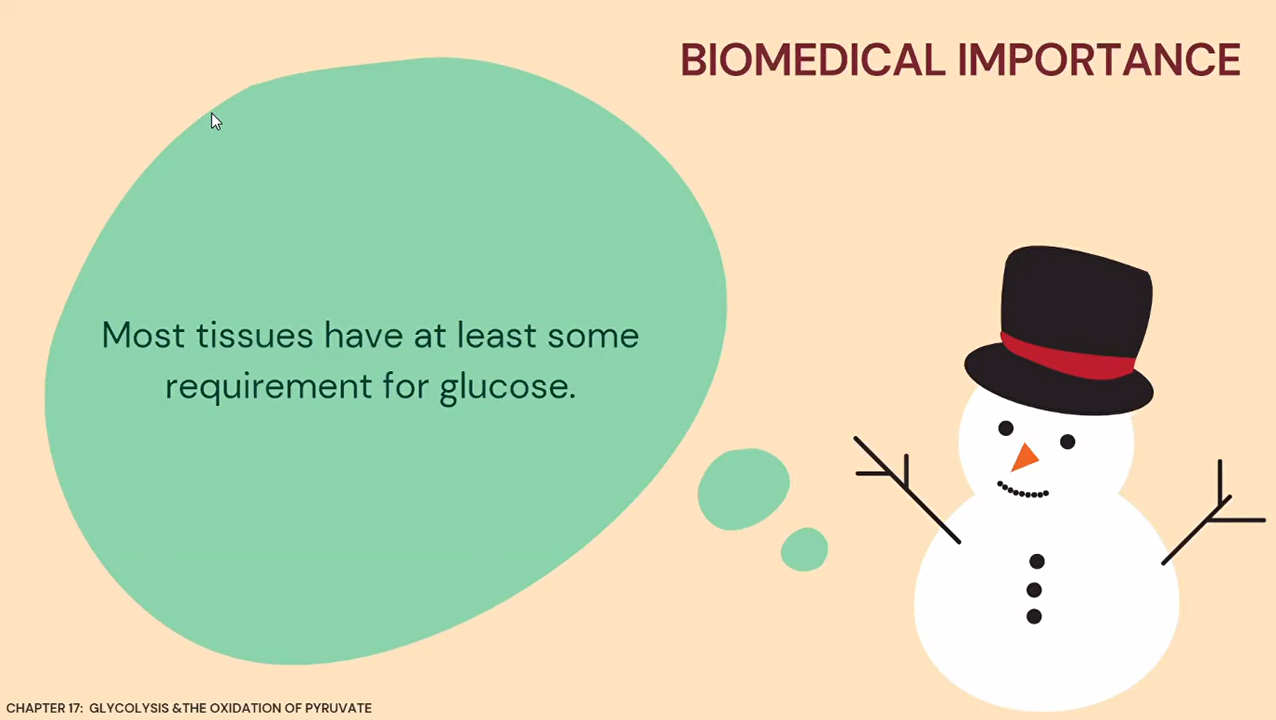 BIOMEDICAL IMPORTANCE
Most tissues have at least some
requirement for glucose.
CHAPTER 17: GLYCOLYSIS &THE OXIDATION OF PYRUVATE